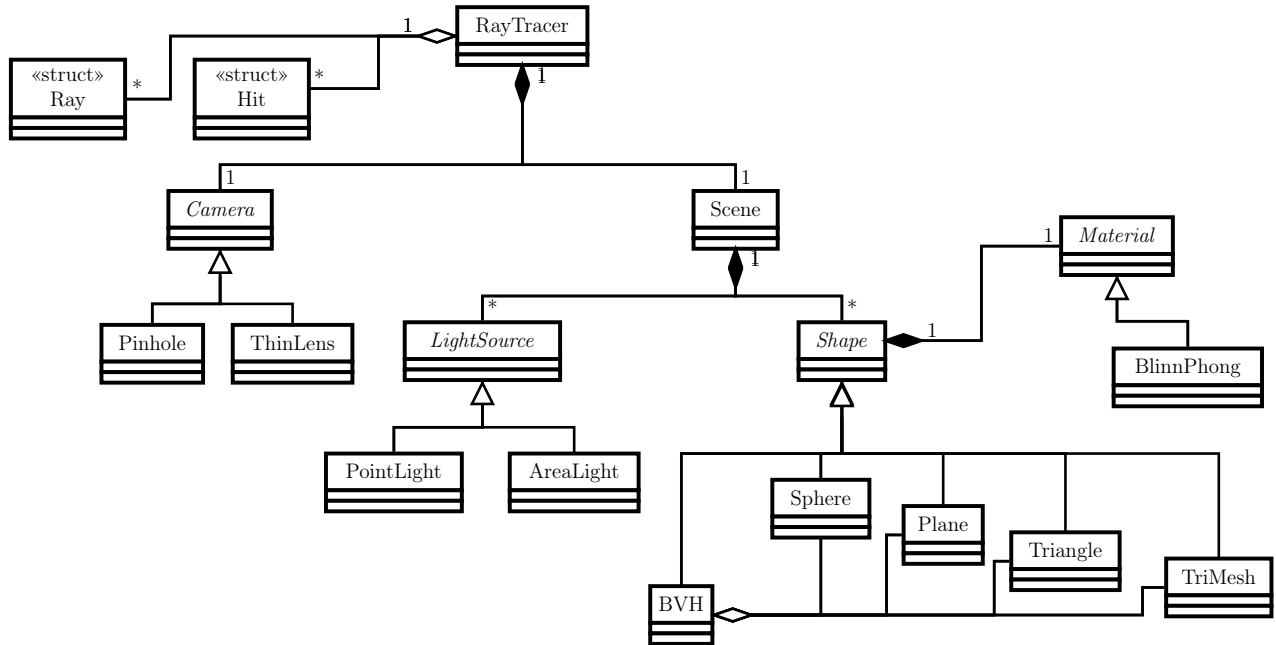 RayTracer
1
1
«struct»
Ray
*
«struct»
Hit
*
1
1
Camera
Scene
1
1
Material
*
*
Pinhole
ThinLens
LightSource
Shape
1
BlinnPhong
PointLight
AreaLight
Sphere
Plane
Triangle
TriMesh
BVH